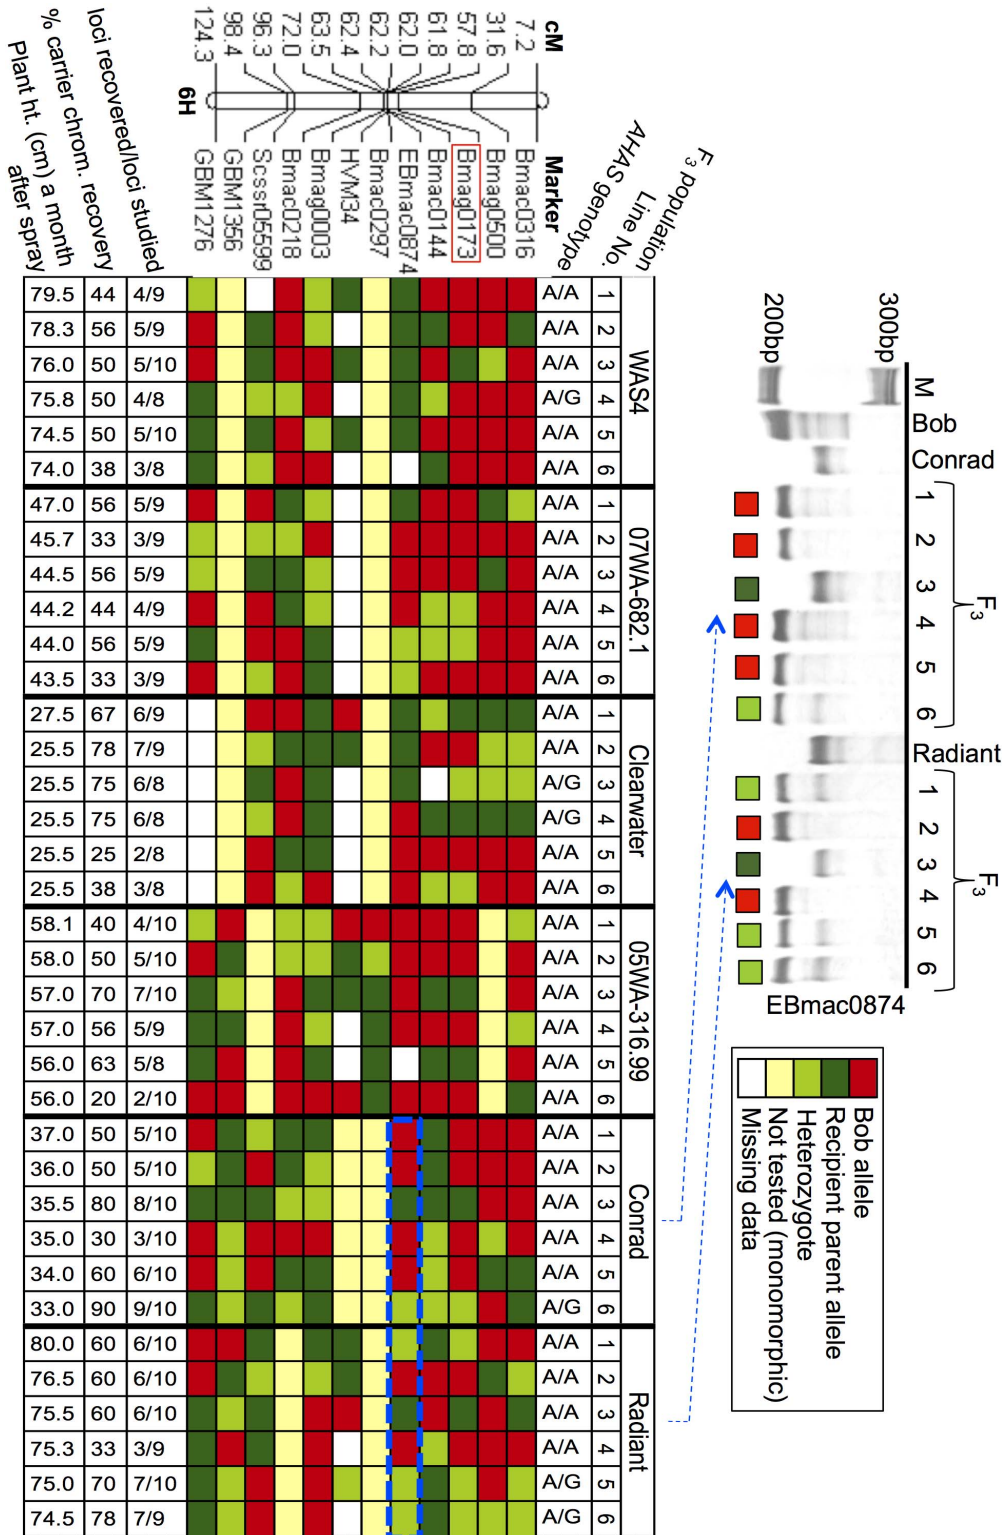 300bp
200bp
M
Bob
Conrad
1
2
3
4
5
6
F3
Radiant
1
2
3
4
5
6
F3
EBmac0874
Bob allele
Recipient parent allele
Heterozygote
Not tested (monomorphic)
Missing data
F3 population
Line No.
AHAS genotype
cM
Marker
7.2 Bmac0316
31.6 Bmag0500
57.8 Bmag0173
61.8 Bmac0144
62.0 EBmac0874
62.2 Bmac0297
62.4 HVM34
63.5 Bmag0003
72.0 Bmac0218
96.3 Scssr05599
98.4 GBM1356
124.3 GBM1276
6H
loci recovered/loci studied
% carrier chrom. recovery
Plant ht. (cm) a month
after spray
WAS4
79.5 44 4/9 A/A 1
78.3 56 5/9 A/A 2
76.0 50 5/10 A/A 3
75.8 50 4/8 A/G 4
74.5 50 5/10 A/A 5
74.0 38 3/8 A/A 6
07WA-682.1
47.0 56 5/9 A/A 1
45.7 33 3/9 A/A 2
44.5 56 5/9 A/A 3
44.2 44 4/9 A/A 4
44.0 56 5/9 A/A 5
43.5 33 3/9 A/A 6
Clearwater
27.5 67 6/9 A/A 1
25.5 78 7/9 A/A 2
25.5 75 6/8 A/G 3
25.5 75 6/8 A/G 4
25.5 25 2/8 A/A 5
25.5 38 3/8 A/A 6
05WA-316.99
58.1 40 4/10 A/A 1
58.0 50 5/10 A/A 2
57.0 70 7/10 A/A 3
57.0 56 5/9 A/A 4
56.0 63 5/8 A/A 5
56.0 20 2/10 A/A 6
Conrad
37.0 50 5/10 A/A 1
36.0 50 5/10 A/A 2
35.5 80 8/10 A/A 3
35.0 30 3/10 A/A 4
34.0 60 6/10 A/A 5
33.0 90 9/10 A/G 6
Radiant
80.0 60 6/10 A/A 1
76.5 60 6/10 A/A 2
75.5 60 6/10 A/A 3
75.3 33 3/9 A/A 4
75.0 70 7/10 A/G 5
74.5 78 7/9 A/G 6